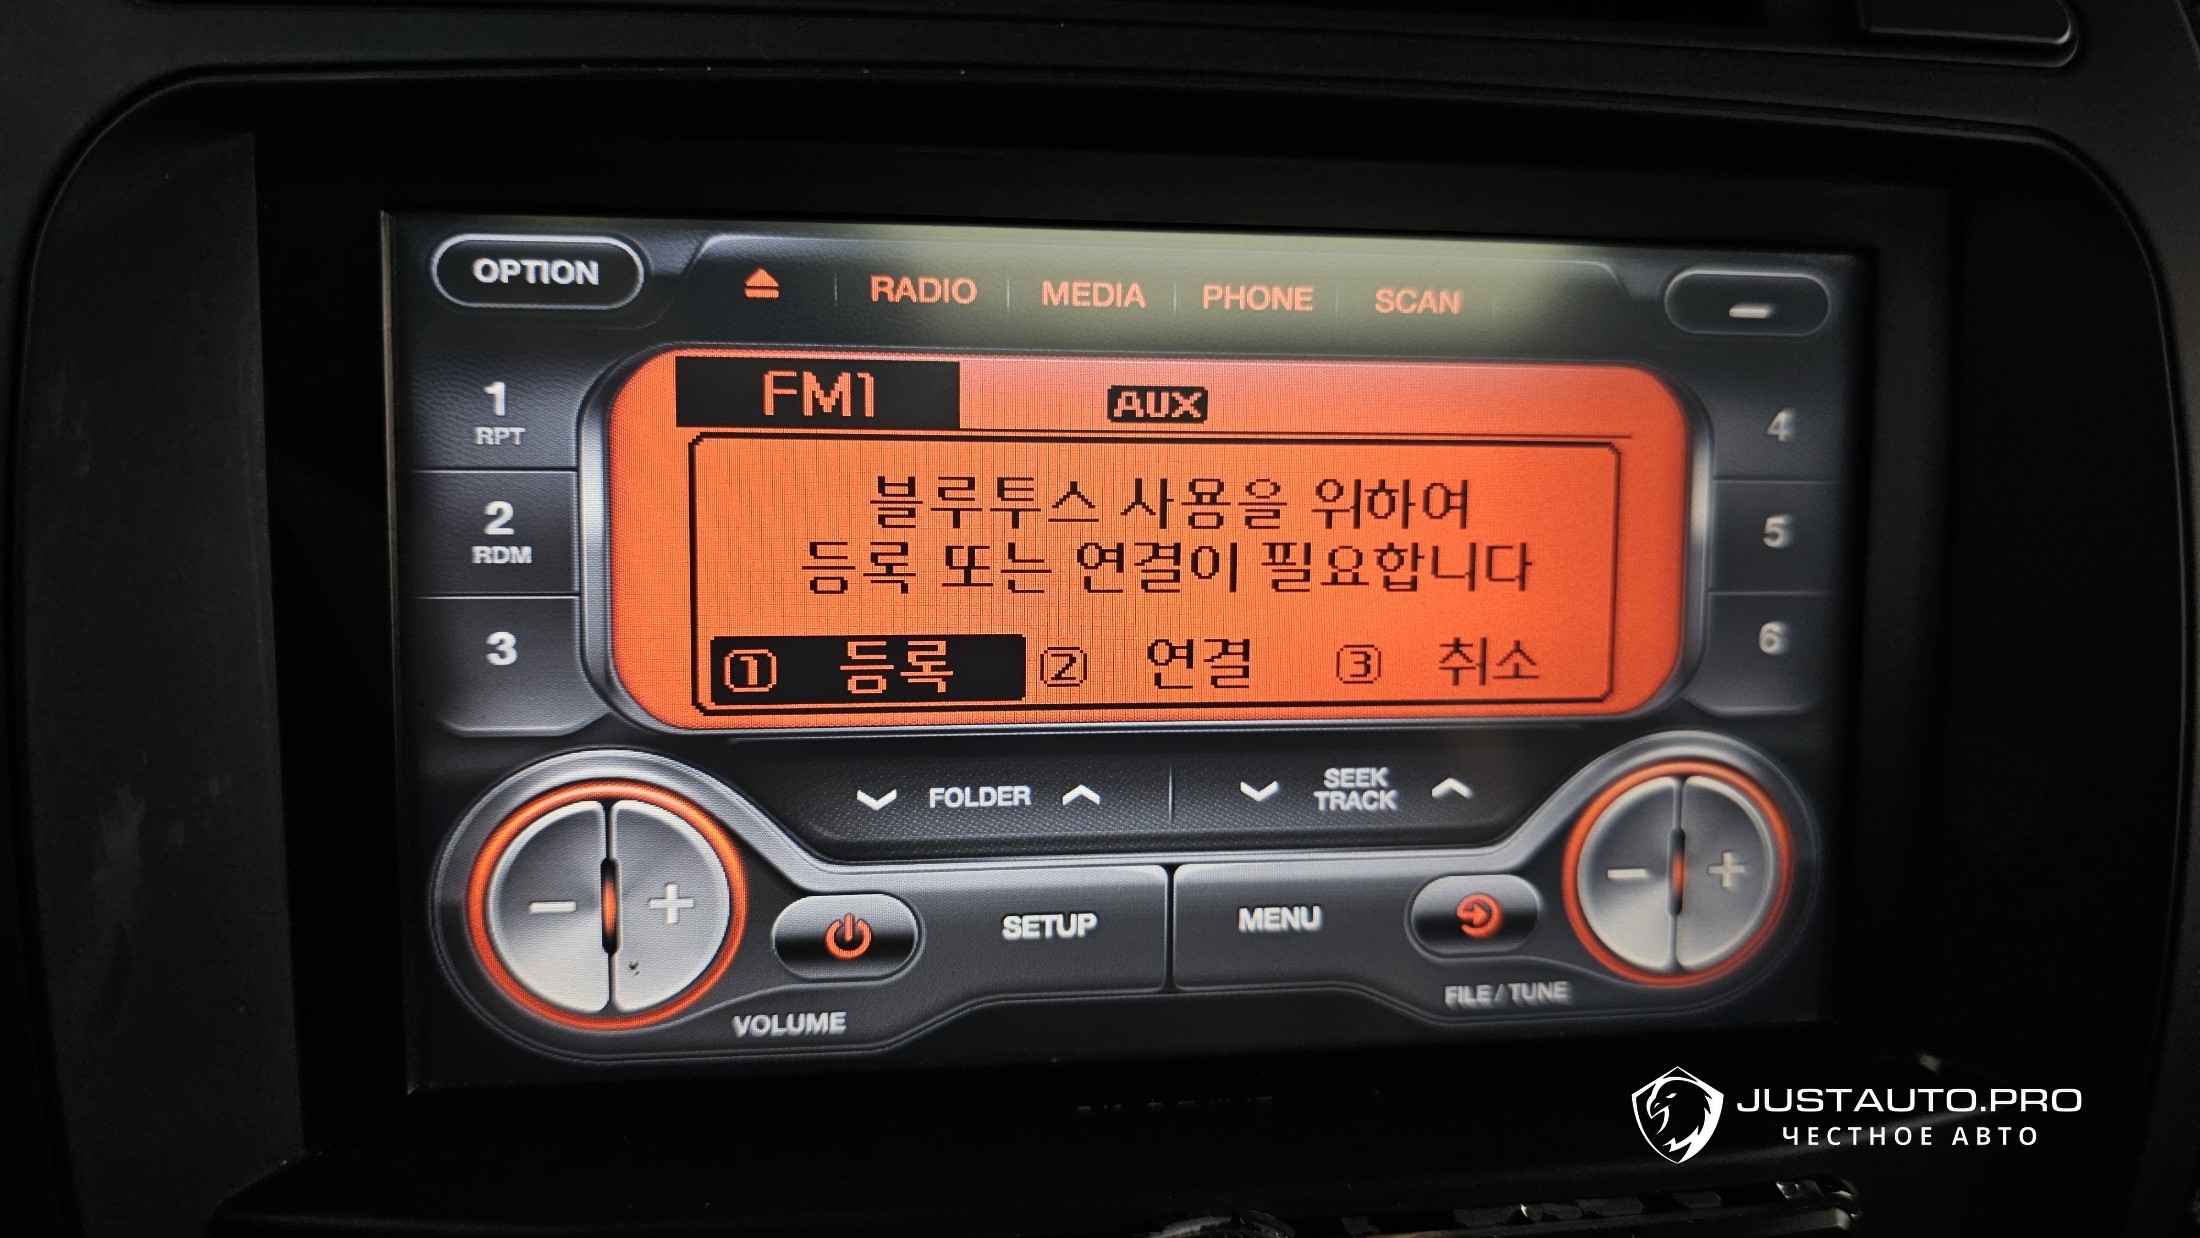 OPTION
RADIO MEDIA PHONE SCAN
1
RPT
2
RDM
3
FM1 AUX
블루투스 사용을 위하여
등록 또는 연결이 필요합니다
① 등록 ② 연결 ③ 취소
4
5
6
FOLDER
SEEK
TRACK
SETUP
MENU
VOLUME
FILE / TUNE
JUSTAUTO.PRO
ЧЕСТНОЕ АВТО